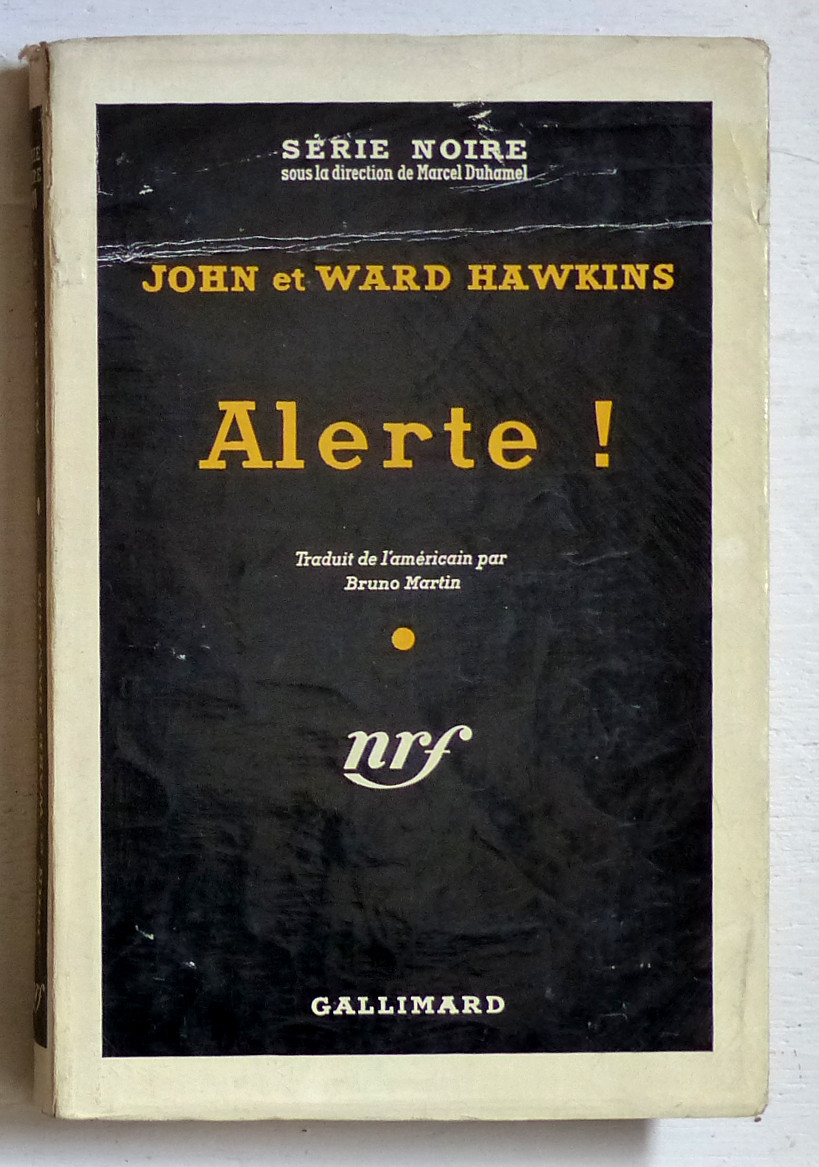 SÉRIE NOIRE
sous la direction de Marcel Duhamel
JOHN et WARD HAWKINS
Alerte !
Traduit de l'américain par
Bruno Martin
nrf
GALLIMARD